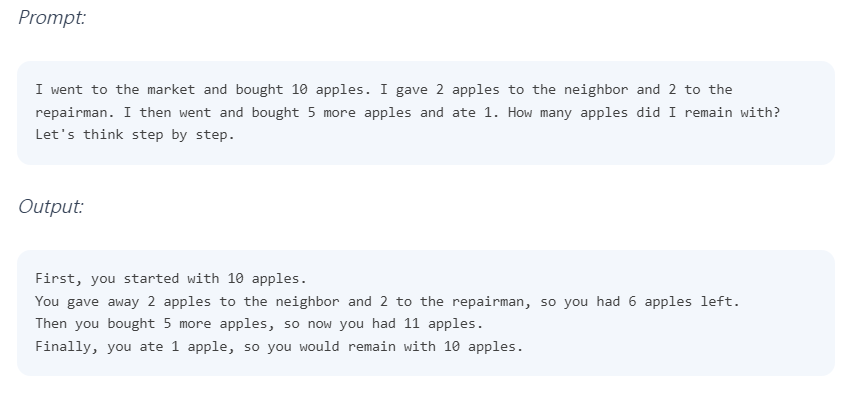 Prompt:
I went to the market and bought 10 apples. I gave 2 apples to the neighbor and 2 to the
repairman. I then went and bought 5 more apples and ate 1. How many apples did I remain with?
Let's think step by step.
Output:
First, you started with 10 apples.
You gave away 2 apples to the neighbor and 2 to the repairman, so you had 6 apples left.
Then you bought 5 more apples, so now you had 11 apples.
Finally, you ate 1 apple, so you would remain with 10 apples.